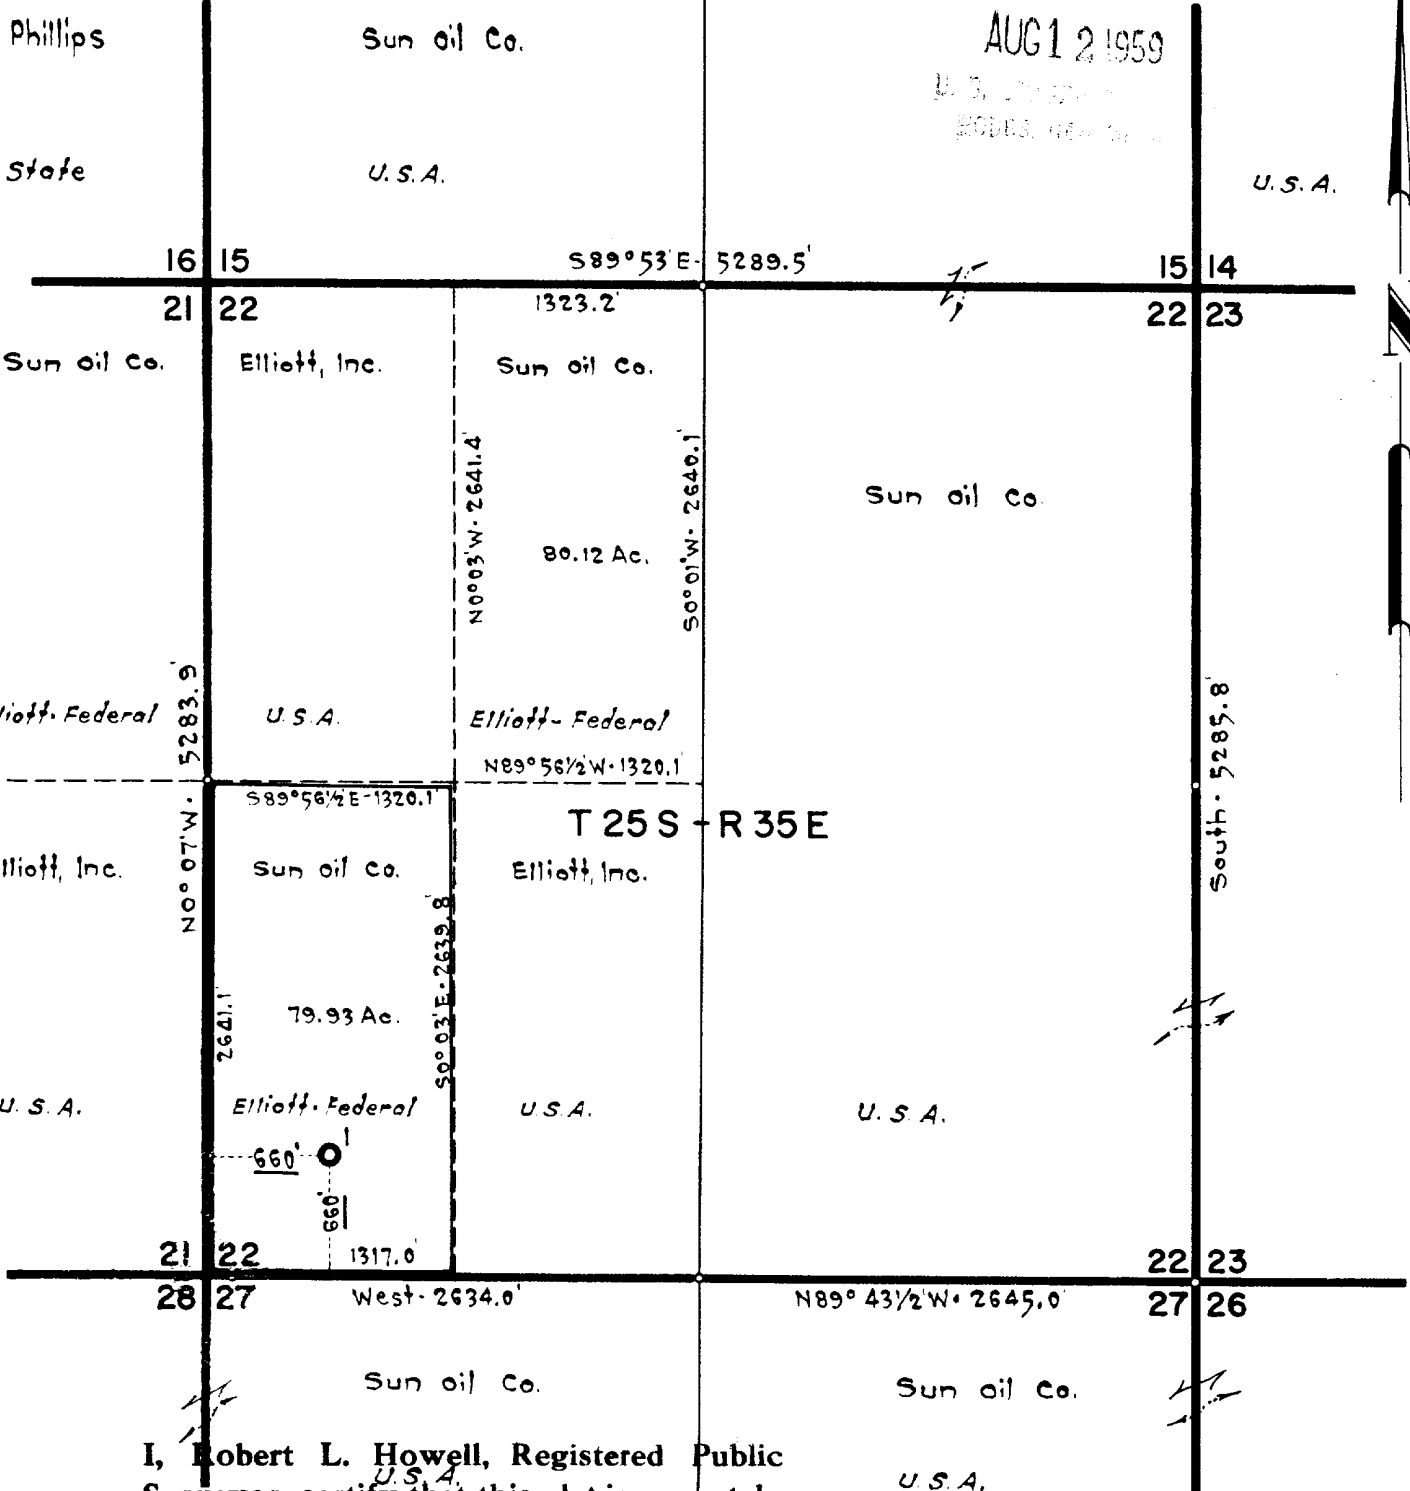 Phillips
Sun Oil Co.
AUG 12 1959
State
U.S.A.
U.S.A.
16 15
S89°53'E - 5289.5'
15 14
21 22
1323.2'
22 23
Sun Oil Co.
Elliott, Inc.
Sun Oil Co.
N0°03'W - 2641.4'
S0°01'W - 2640.1'
Sun Oil Co.
80.12 Ac.
N0°07'W - 5283.9'
South - 5285.8'
liott-Federal
U.S.A.
Elliott-Federal
N89°56½'W - 1320.1'
S89°56½'E - 1320.1'
T 25 S - R 35 E
lliott, Inc.
Sun Oil Co.
Elliott, Inc.
S0°03'E - 2639.8'
2641.1'
79.93 Ac.
U.S.A.
Elliott-Federal
U.S.A.
U.S.A.
1
660'
660'
21 22
1317.0'
22 23
28 27
West - 2634.0'
N89°43½'W - 2645.0'
27 26
Sun Oil Co.
Sun Oil Co.
I, Robert L. Howell, Registered Public
U.S.A.
U.S.A.
certify that this plat